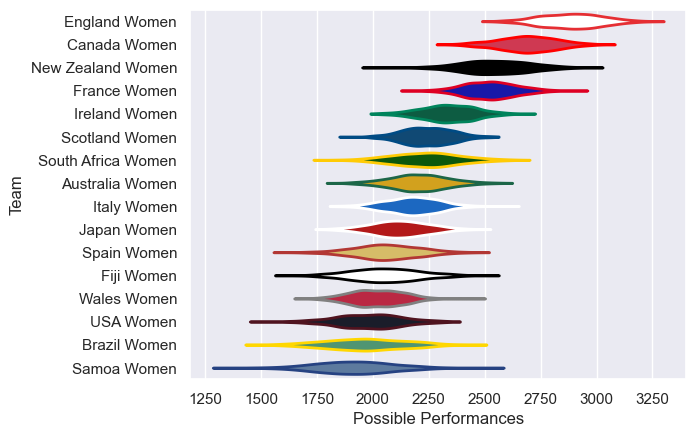 England Women
Canada Women
New Zealand Women
France Women
Ireland Women
Scotland Women
South Africa Women
Australia Women
Italy Women
Japan Women
Spain Women
Fiji Women
Wales Women
USA Women
Brazil Women
Samoa Women
Team
1250 1500 1750 2000 2250 2500 2750 3000 3250
Possible Performances